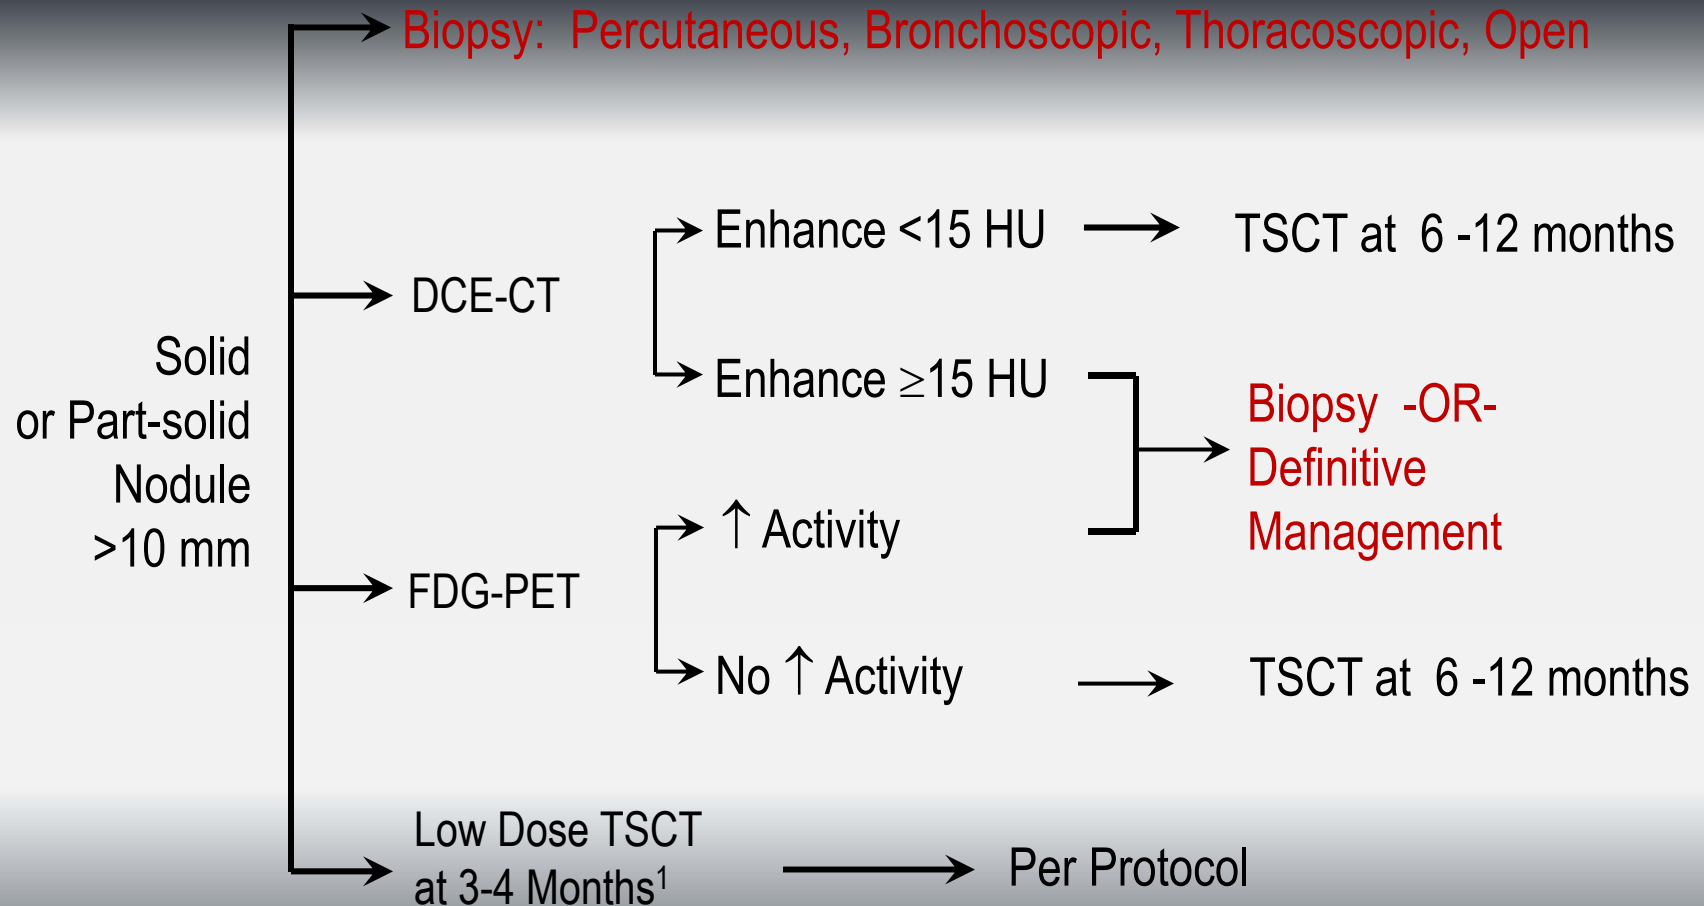 Biopsy:  Percutaneous, Bronchoscopic, Thoracoscopic, Open
Solid
or Part-solid
Nodule
>10 mm
DCE-CT
Enhance <15 HU
TSCT at  6 -12 months
Enhance ≥15 HU
Biopsy  -OR-
Definitive
Management
FDG-PET
↑ Activity
No ↑ Activity
TSCT at  6 -12 months
Low Dose TSCT
at 3-4 Months¹
Per Protocol